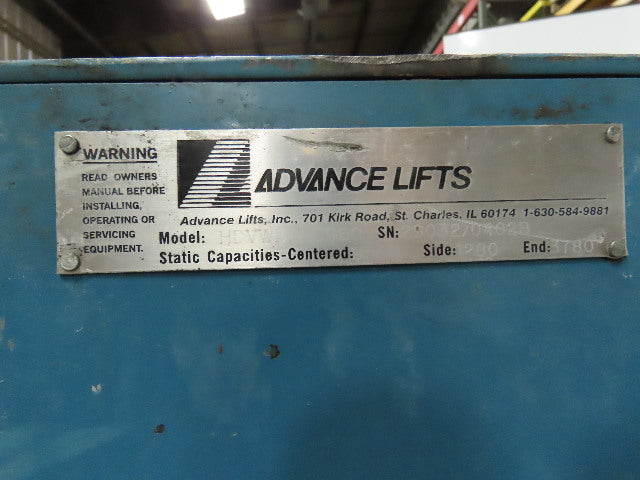 WARNING
READ OWNERS
MANUAL BEFORE
INSTALLING,
OPERATING OR
SERVICING
EQUIPMENT.
ADVANCE LIFTS
Advance Lifts, Inc., 701 Kirk Road, St. Charles, IL 60174 1-630-584-9881
Model: SN:
Static Capacities-Centered: Side: End: